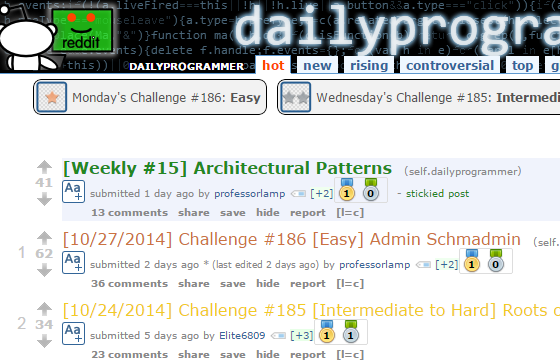 dailyprogra
reddit
DAILYPROGRAMMER hot new rising controversial top g
Monday's Challenge #186: Easy
Wednesday's Challenge #185: Intermedi
[Weekly #15] Architectural Patterns (self.dailyprogrammer)
41
Aa+ submitted 1 day ago by professorlamp [+2] 1 0 - stickied post
13 comments share save hide report [l=c]
[10/27/2014] Challenge #186 [Easy] Admin Schmadmin (self.
1 62
Aa+ submitted 2 days ago * (last edited 2 days ago) by professorlamp [+2] 1 0
36 comments share save hide report [l=c]
[10/24/2014] Challenge #185 [Intermediate to Hard] Roots o
2 34
Aa+ submitted 5 days ago by Elite6809 [+3] 1 1
23 comments share save hide report [l=c]